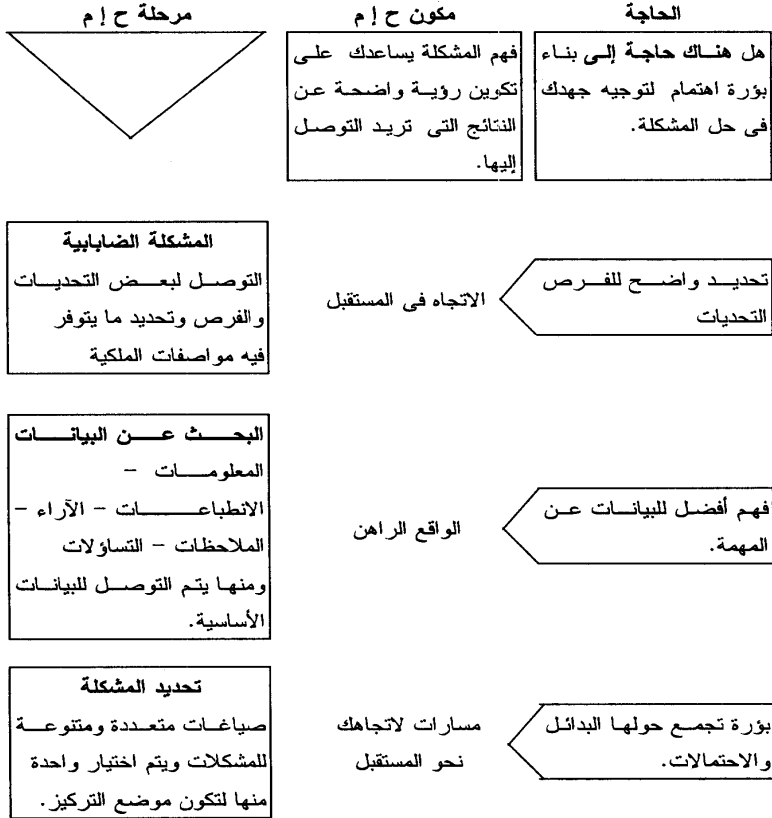 الحاجة
هل هناك حاجة إلى بناء
بؤرة اهتمام لتوجيه جهدك
فى حل المشكلة.
مكون ح إ م
فهم المشكلة يساعدك على
تكوين رؤية واضحة عن
النتائج التى تريد التوصل
إليها.
مرحلة ح إ م
تحديد واضح للفرص
التحديات
الاتجاه فى المستقبل
المشكلة الضابابية
التوصل لبعض التحديات
والفرص وتحديد ما يتوفر
فيه مواصفات الملكية
فهم أفضل للبيانات عن
المهمة.
الواقع الراهن
البحث عن البيانات
المعلومات –
الانطباعات – الآراء –
الملاحظات – التساؤلات
ومنها يتم التوصل للبيانات
الأساسية.
بؤرة تجمع حولها البدائل
والاحتمالات.
مسارات لاتجاهك
نحو المستقبل
تحديد المشكلة
صياغات متعددة ومتنوعة
للمشكلات ويتم اختيار واحدة
منها لتكون موضع التركيز.